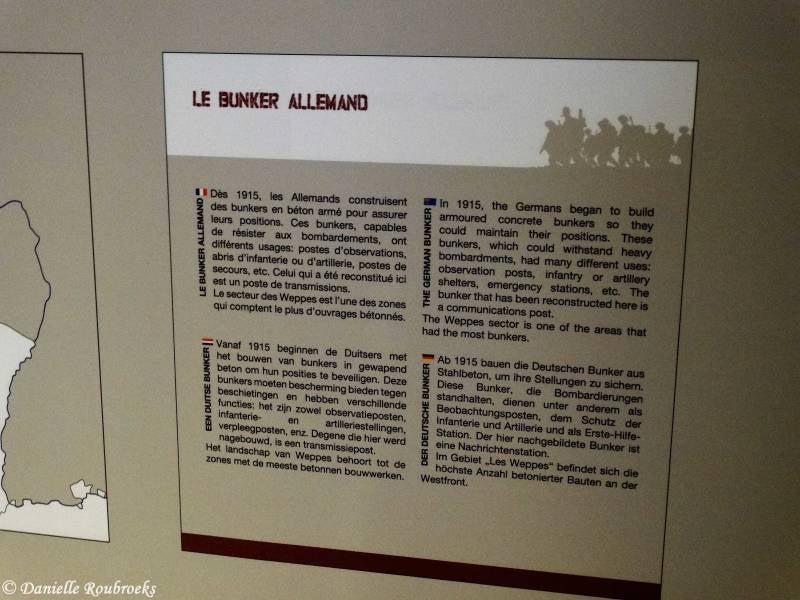 LE BUNKER ALLEMAND
LE BUNKER ALLEMAND
Dès 1915, les Allemands construisent
des bunkers en béton armé pour assurer
leurs positions. Ces bunkers, capables
de résister aux bombardements, ont
différents usages: postes d'observations,
abris d'infanterie ou d'artillerie, postes de
secours, etc. Celui qui a été reconstitué ici
est un poste de transmissions.
Le secteur des Weppes est l'une des zones
qui comptent le plus d'ouvrages bétonnés.
THE GERMAN BUNKER
In 1915, the Germans began to build
armoured concrete bunkers so they
could maintain their positions. These
bunkers, which could withstand heavy
bombardments, had many different uses:
observation posts, infantry or artillery
shelters, emergency stations, etc. The
bunker that has been reconstructed here is
a communications post.
The Weppes sector is one of the areas that
had the most bunkers.
EEN DUITSE BUNKER
Vanaf 1915 beginnen de Duitsers met
het bouwen van bunkers in gewapend
beton om hun posities te beveiligen. Deze
bunkers moeten bescherming bieden tegen
beschietingen en hebben verschillende
functies: het zijn zowel observatieposten,
infanterie- en artilleriestellingen,
verpleegposten, enz. Degene die hier werd
nagebouwd, is een transmissiepost.
Het landschap van Weppes behoort tot de
zones met de meeste betonnen bouwwerken.
DER DEUTSCHE BUNKER
Ab 1915 bauen die Deutschen Bunker aus
Stahlbeton, um ihre Stellungen zu sichern.
Diese Bunker, die Bombardierungen
standhalten, dienen unter anderem als
Beobachtungsposten, dem Schutz der
Infanterie und Artillerie und als Erste-Hilfe-
Station. Der hier nachgebildete Bunker ist
eine Nachrichtenstation.
Im Gebiet „Les Weppes" befindet sich die
höchste Anzahl betonierter Bauten an der
Westfront.
© Danielle Roubroeks